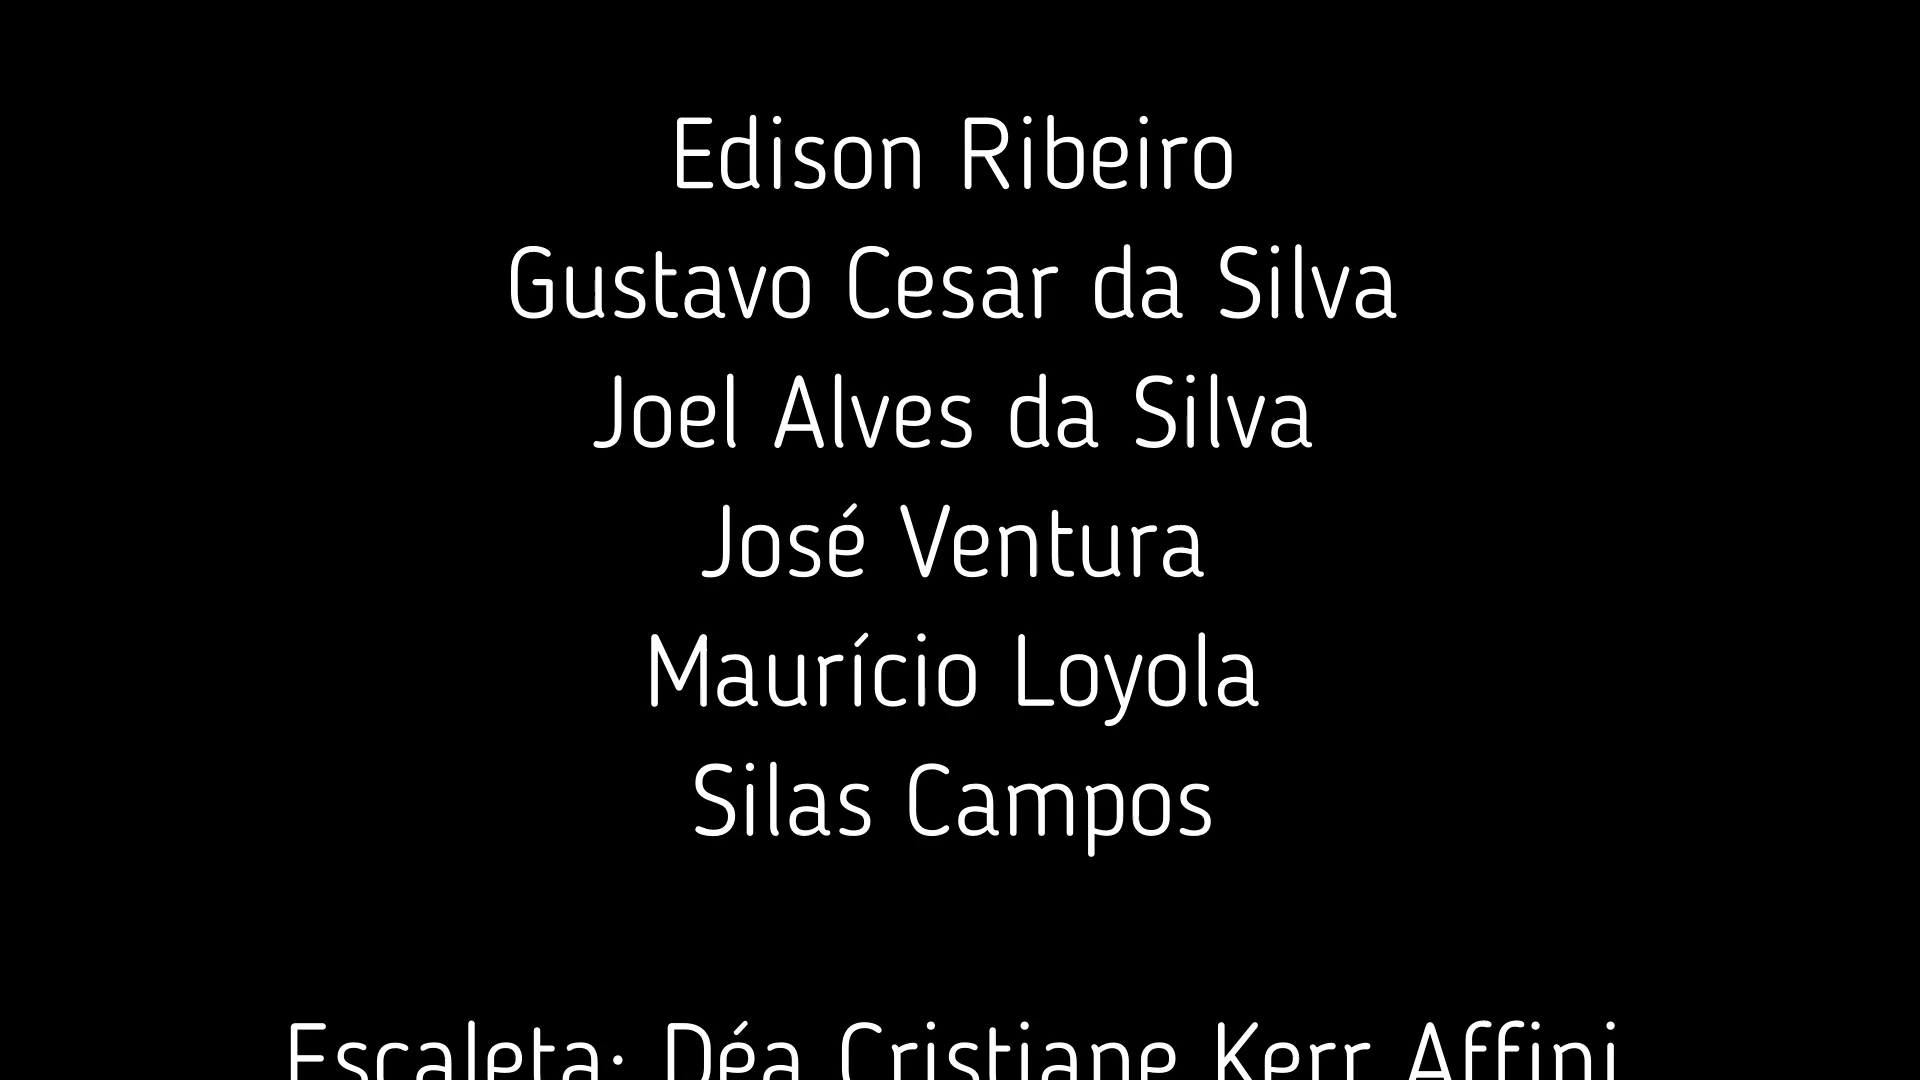 Edison Ribeiro
Gustavo Cesar da Silva
Joel Alves da Silva
José Ventura
Maurício Loyola
Silas Campos
Escaleta: Déa Cristiane Kerr Affini